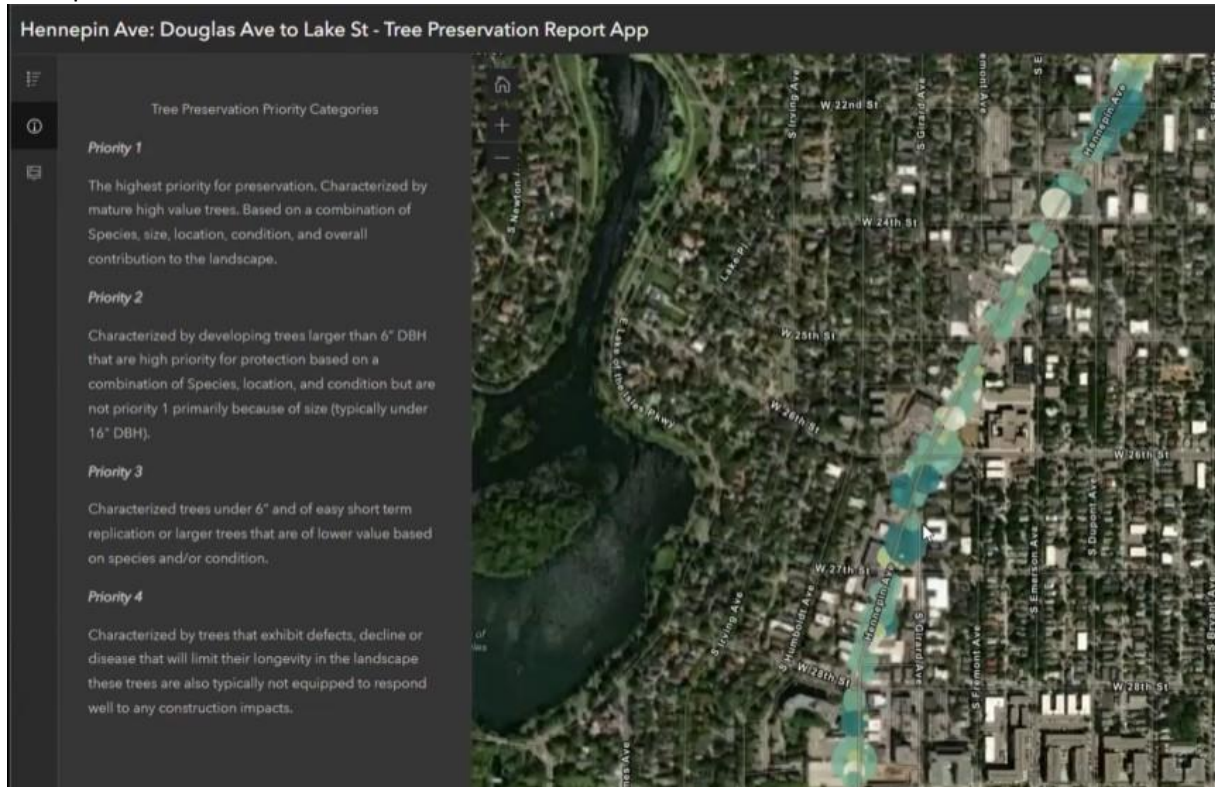 Hennepin Ave: Douglas Ave to Lake St - Tree Preservation Report App
Tree Preservation Priority Categories
Priority 1
The highest priority for preservation. Characterized by
mature high value trees. Based on a combination of
Species, size, location, condition, and overall
contribution to the landscape.
Priority 2
Characterized by developing trees larger than 6" DBH
that are high priority for protection based on a
combination of Species, location, and condition but are
not priority 1 primarily because of size (typically under
16" DBH).
Priority 3
Characterized trees under 6" and of easy short term
replication or larger trees that are of lower value based
on species and/or condition.
Priority 4
Characterized by trees that exhibit defects, decline or
disease that will limit their longevity in the landscape
these trees are also typically not equipped to respond
well to any construction impacts.
W 22nd St
S Irving Ave
S Girard Ave
Hennepin Ave
S Newton
W 24th St
Lake Pl
W 25th St
E Lake of the Isles Pkwy
W 26th St
W 26th St
S Dupont Ave
W 27th St
S Emerson Ave
Hennepin Ave
S Irving Ave
S Humboldt Ave
S Girard Ave
S Fremont Ave
S Bryant Ave
W 28th St
W 28th St